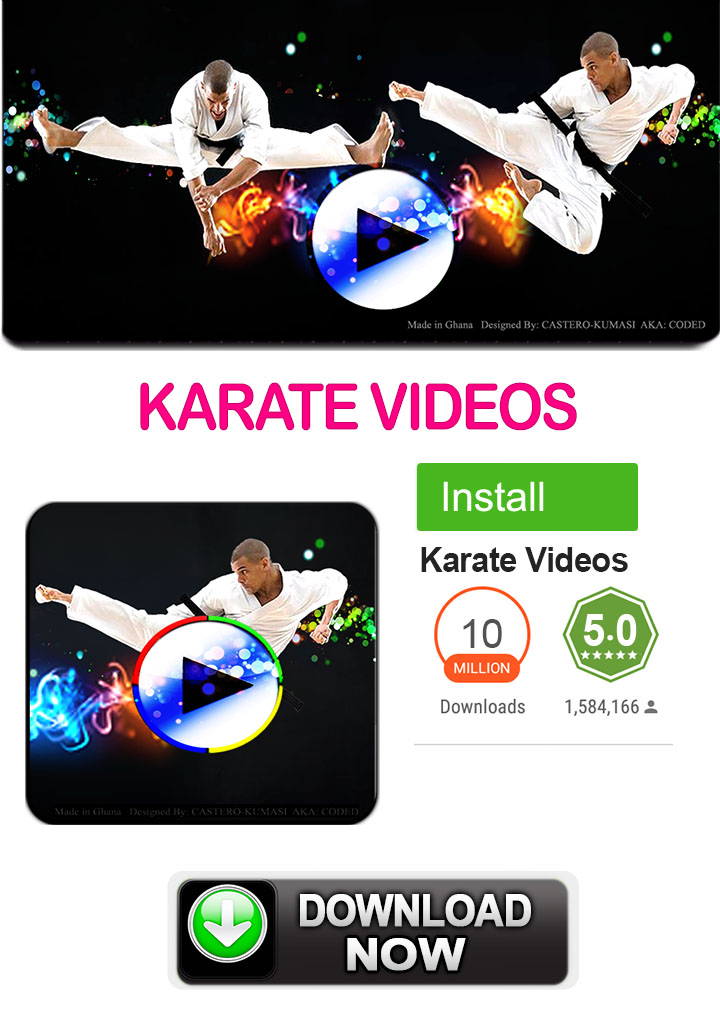 Made in Ghana Designed By: CASTERO-KUMASI AKA: CODED
KARATE VIDEOS
Install
Karate Videos
10
MILLION
Downloads
5.0
1,584,166
Made in Ghana Designed By: CASTERO-KUMASI AKA: CODED
DOWNLOAD
NOW